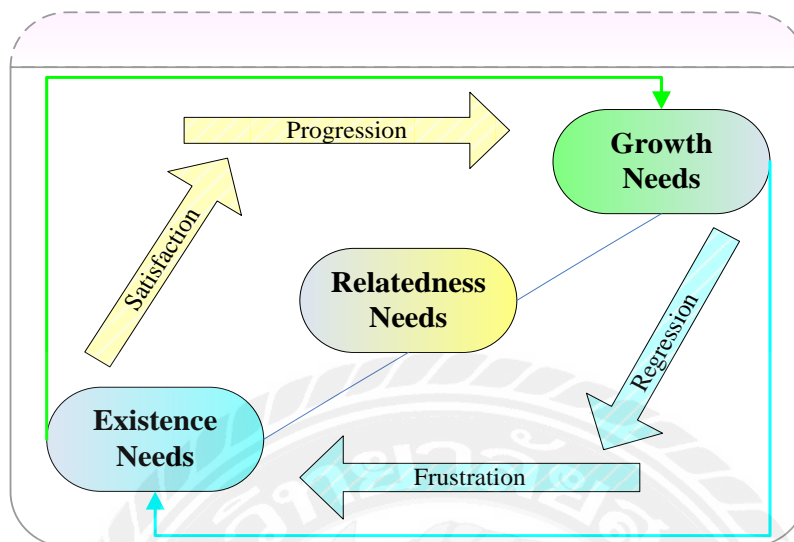 Progression
Growth
Needs
Satisfaction
Relatedness
Needs
Regression
Existence
Needs
Frustration